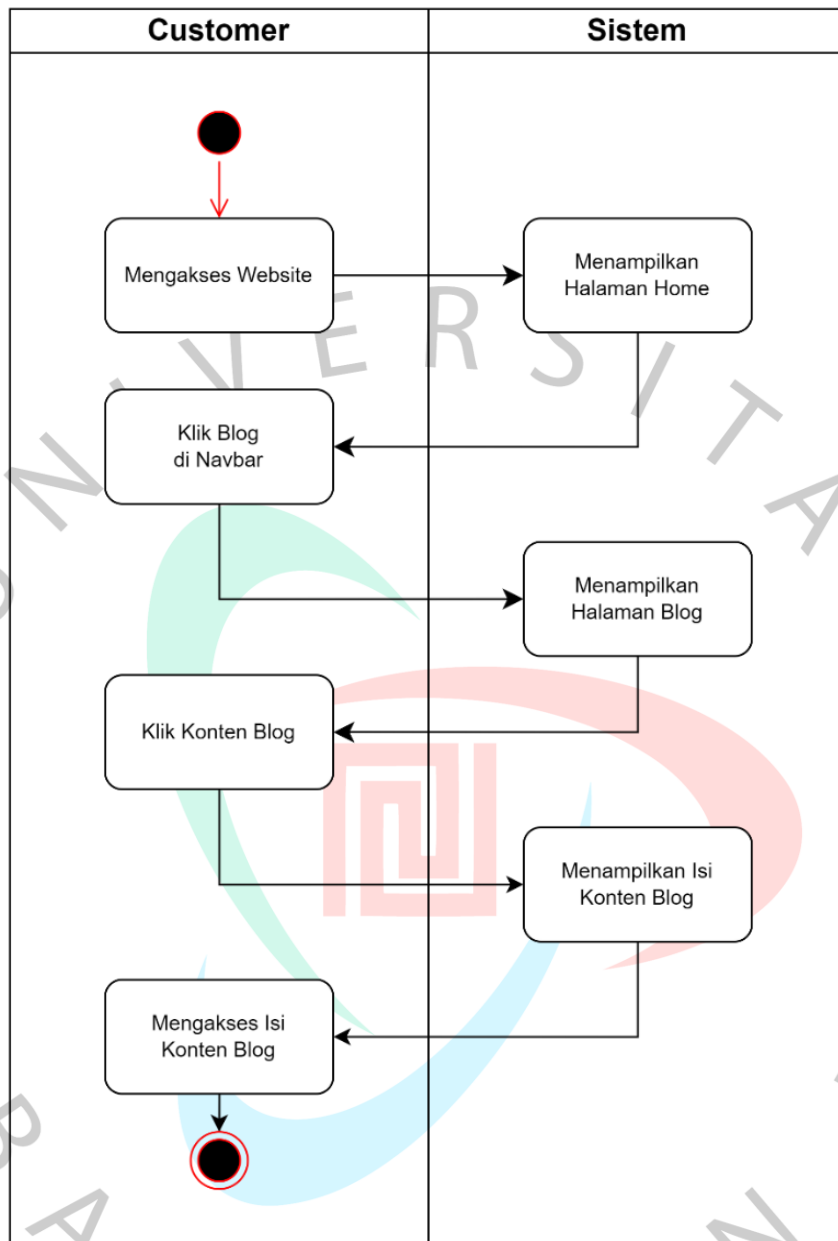 Customer
Sistem
Mengakses Website
Menampilkan
Halaman Home
Klik Blog
di Navbar
Menampilkan
Halaman Blog
Klik Konten Blog
Menampilkan Isi
Konten Blog
Mengakses Isi
Konten Blog
NIVERSITA